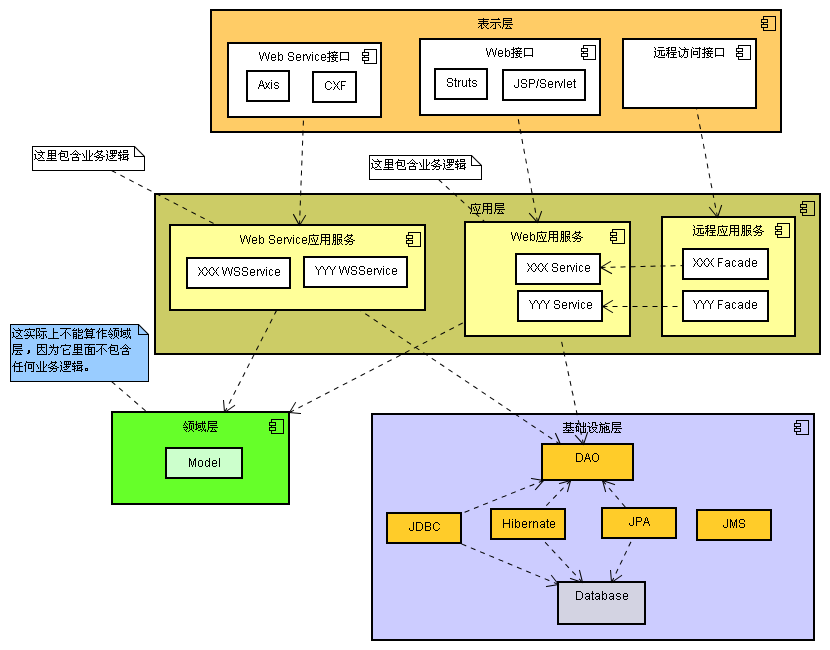 表示层
Web Service接口
Axis
CXF
Web接口
Struts
JSP/Servlet
远程访问接口
这里包含业务逻辑
这里包含业务逻辑
应用层
Web Service应用服务
XXX WSService
YYY WSService
Web应用服务
XXX Service
YYY Service
远程应用服务
XXX Facade
YYY Facade
这实际上不能算作领域
层，因为它里面不包含
任何业务逻辑。
领域层
Model
基础设施层
DAO
JDBC
Hibernate
JPA
JMS
Database